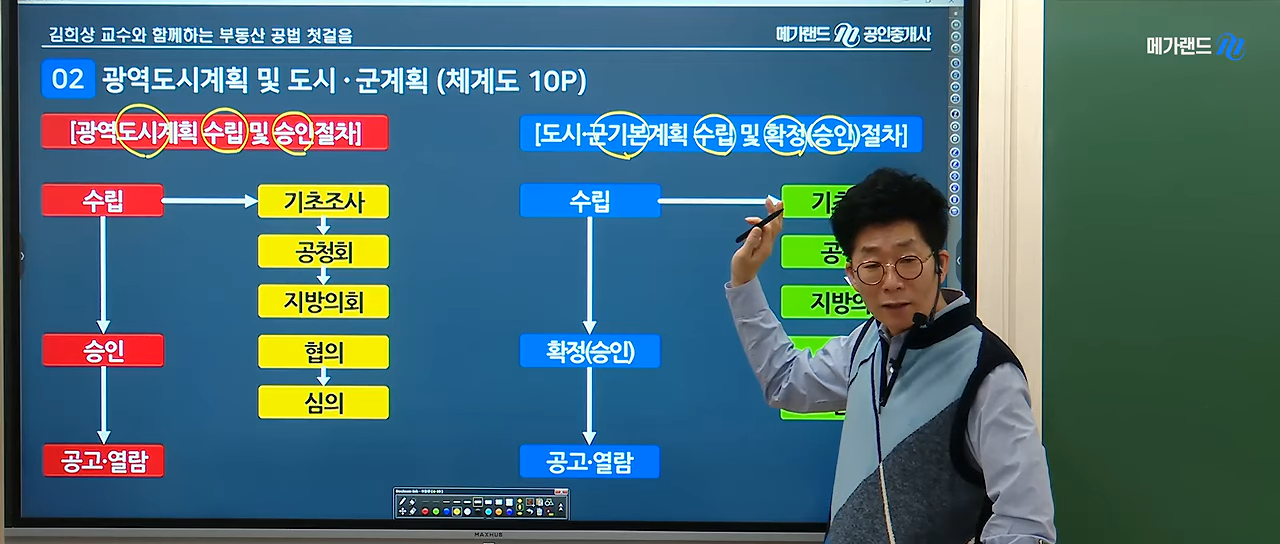 김희상 교수와 함께하는 부동산 공법 첫걸음
메가랜드 공인중개사
메가랜드
02 광역도시계획 및 도시·군계획 (체계도 10P)
[광역도시계획 수립 및 승인절차]
[도시·군기본계획 수립 및 확정(승인)절차]
수립
기초조사
공청회
지방의회
승인
협의
심의
공고·열람
수립
지방의
확정(승인)
공고·열람
MAXHUB